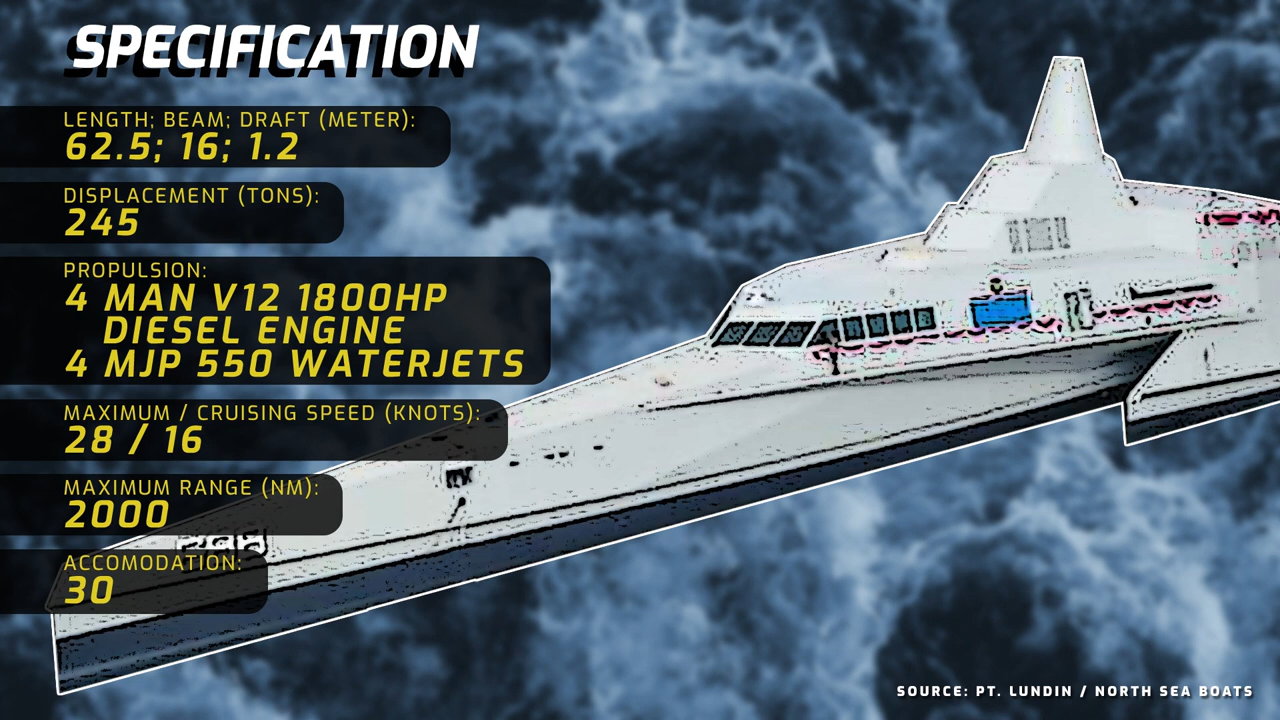 SPECIFICATION
LENGTH; BEAM; DRAFT (METER):
62.5; 16; 1.2
DISPLACEMENT (TONS):
245
PROPULSION:
4 MAN V12 1800HP
DIESEL ENGINE
4 MJP 550 WATERJETS
MAXIMUM / CRUISING SPEED (KNOTS):
28 / 16
MAXIMUM RANGE (NM):
2000
ACCOMODATION:
30
SOURCE: PT. LUNDIN / NORTH SEA BOATS